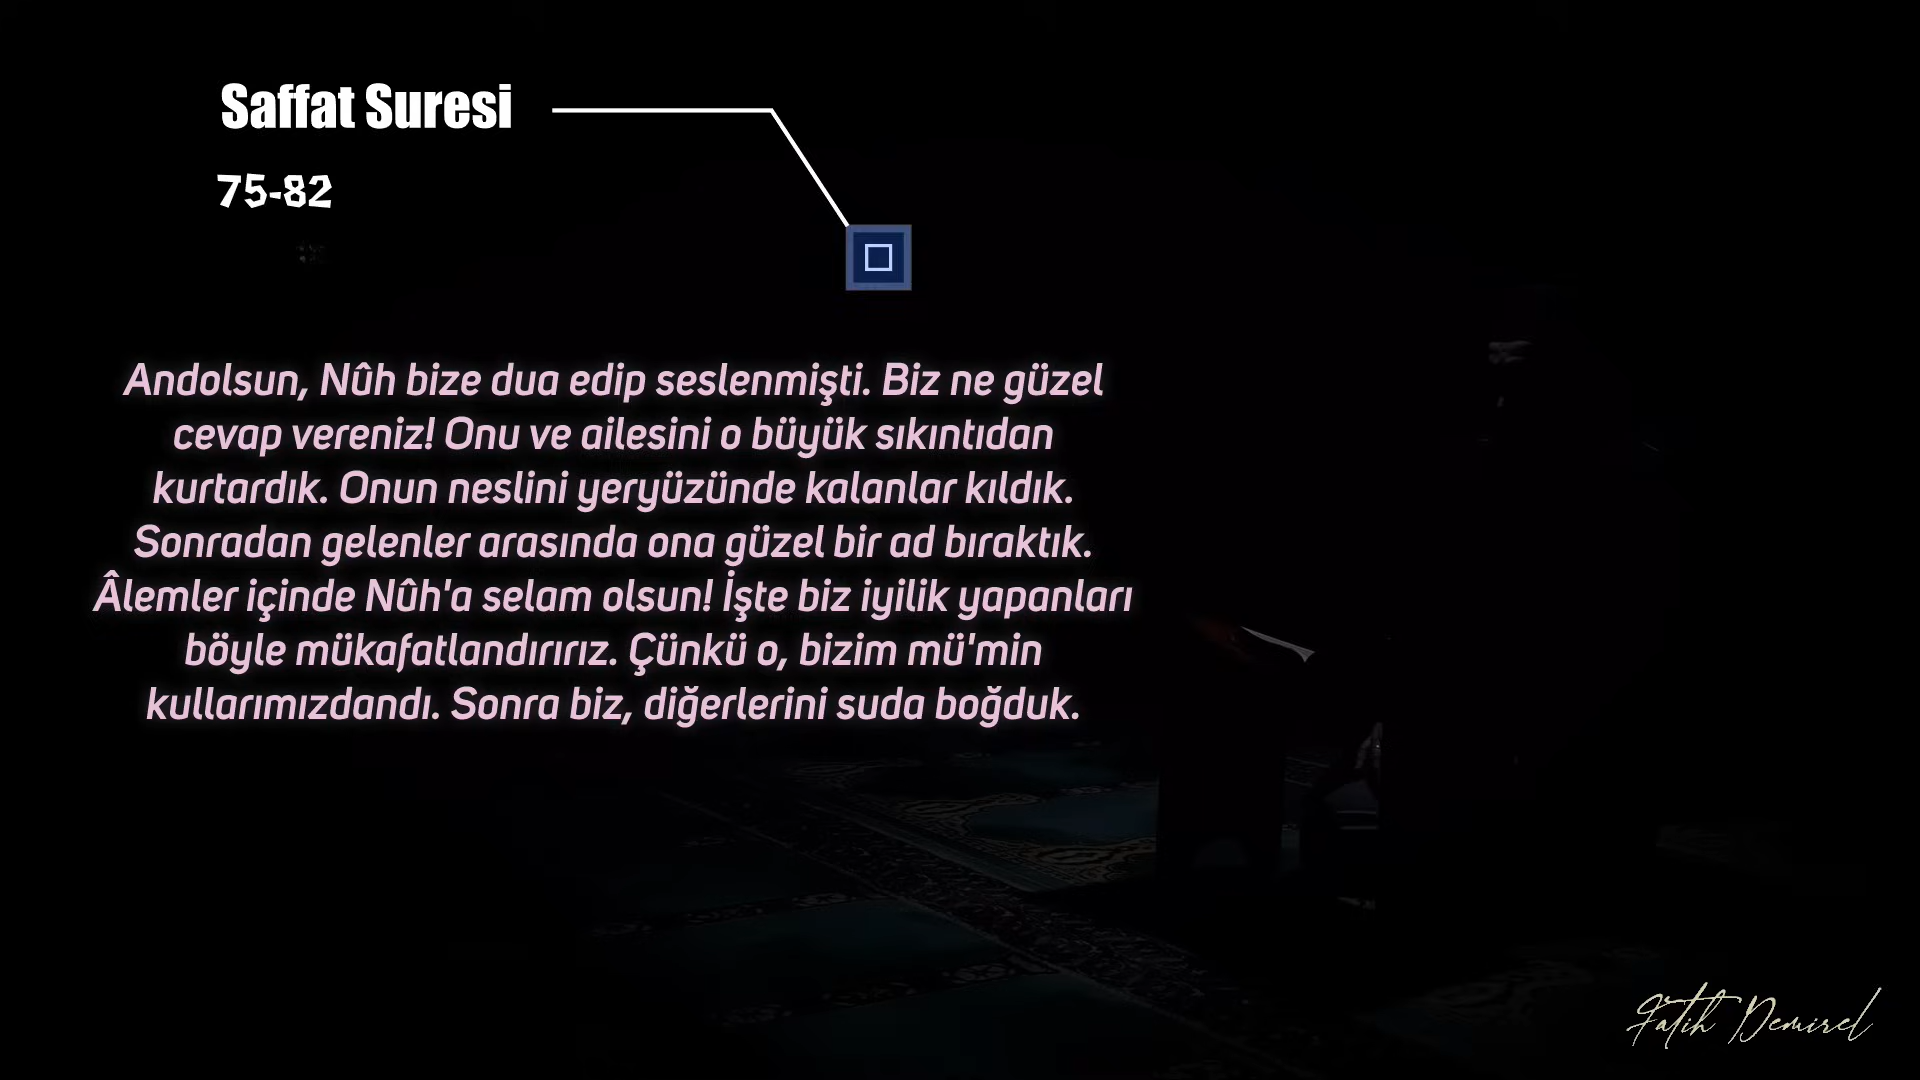 Saffat Suresi
75-82
Andolsun, Nûh bize dua edip seslenmişti. Biz ne güzel
cevap vereniz! Onu ve ailesini o büyük sıkıntıdan
kurtardık. Onun neslini yeryüzünde kalanlar kıldık.
Sonradan gelenler arasında ona güzel bir ad bıraktık.
Âlemler içinde Nûh'a selam olsun! İşte biz iyilik yapanları
böyle mükafatlandırırız. Çünkü o, bizim mü'min
kullarımızdandı. Sonra biz, diğerlerini suda boğduk.
Fatih Demirel